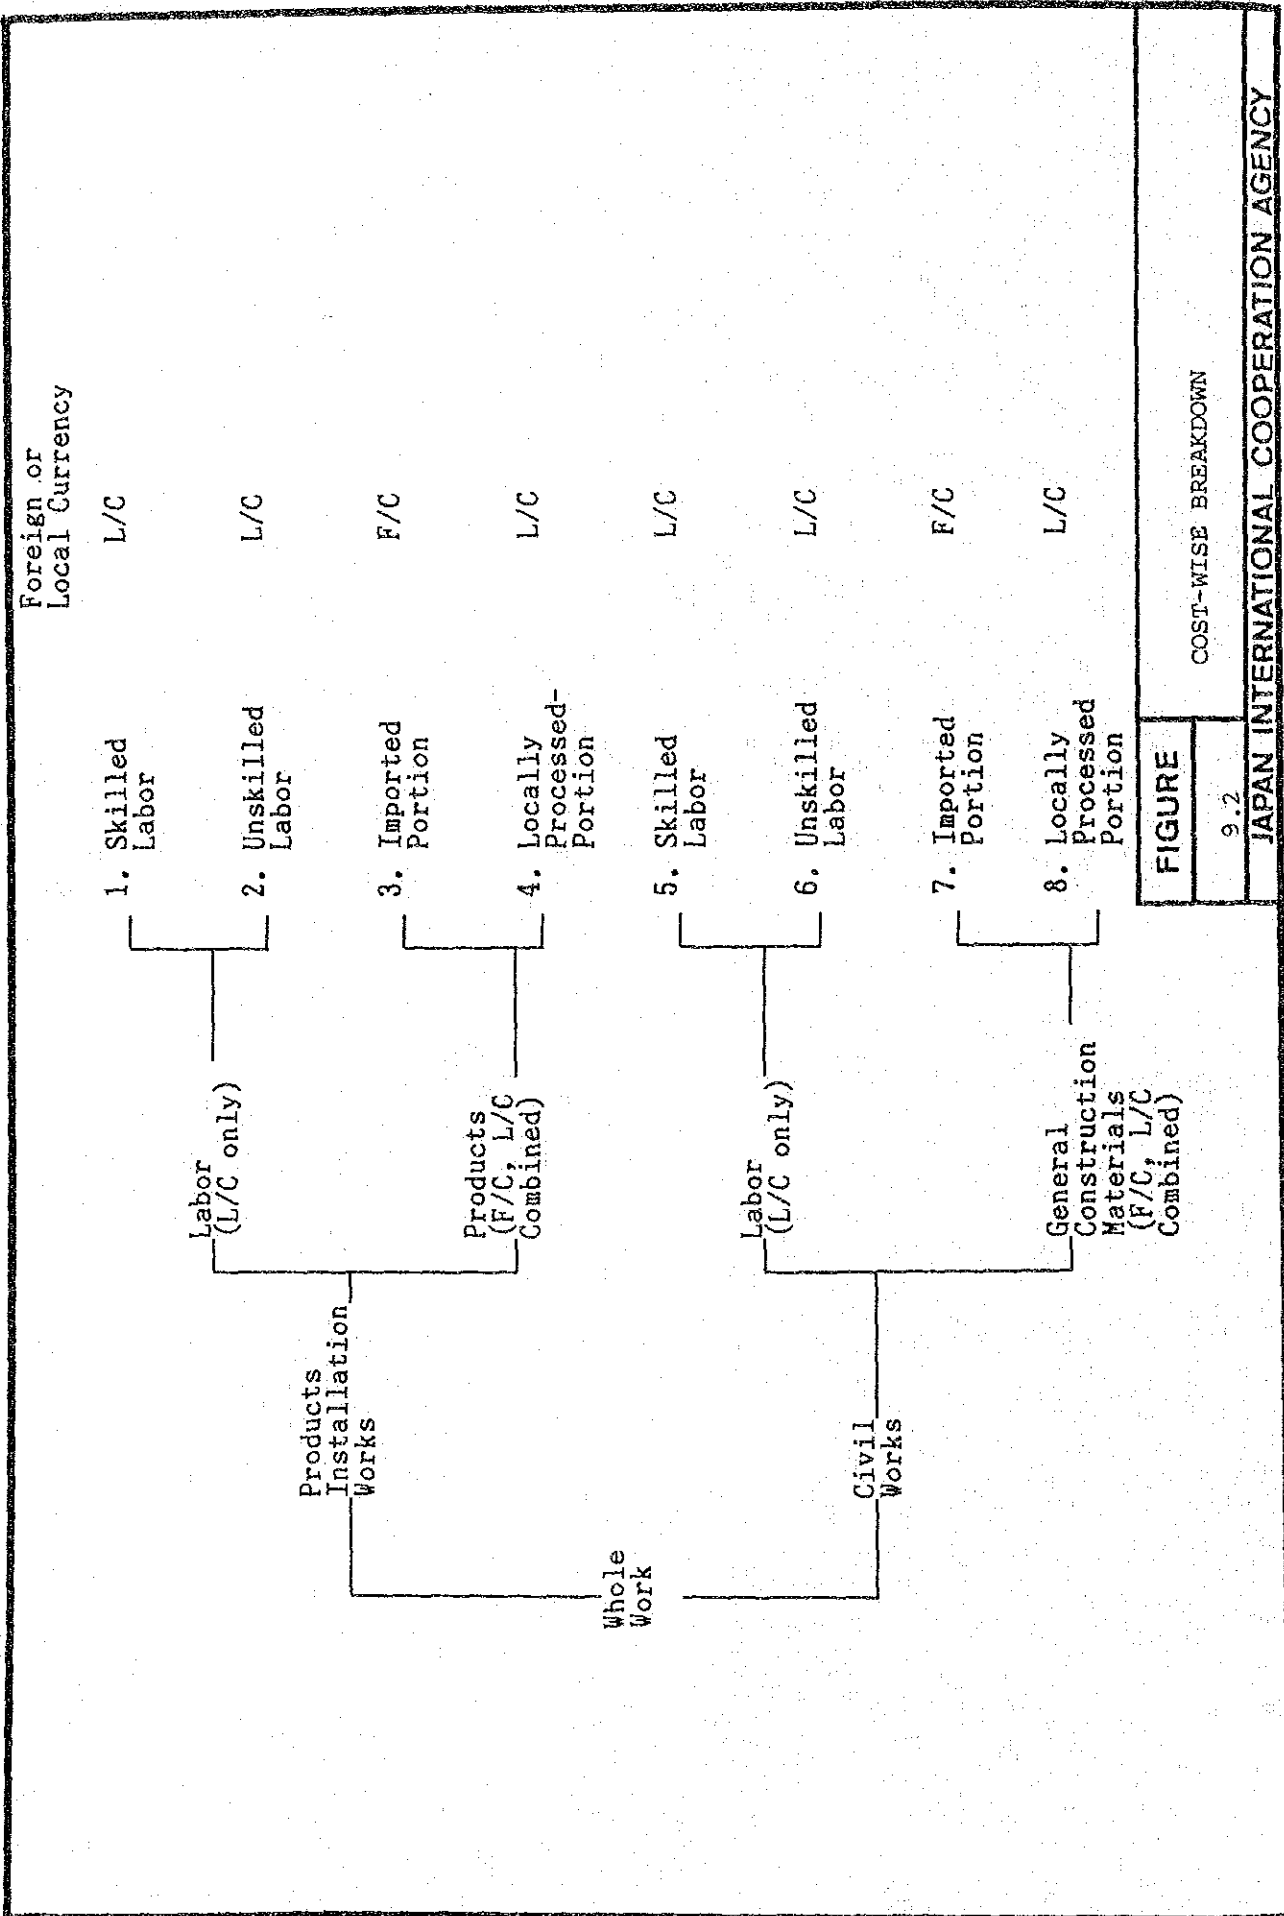 Foreign or
Local Currency
Whole
Work
Products
Installation
Works
Labor
(L/C only)
1. Skilled
Labor
L/C
2. Unskilled
Labor
L/C
Products
(F/C, L/C
Combined)
3. Imported
Portion
F/C
4. Locally
Processed-
Portion
L/C
Civil
Works
Labor
(L/C only)
5. Skilled
Labor
L/C
6. Unskilled
Labor
L/C
General
Construction
Materials
(F/C, L/C
Combined)
7. Imported
Portion
F/C
8. Locally
Processed
Portion
L/C
FIGURE
9.2
COST-WISE BREAKDOWN
JAPAN INTERNATIONAL COOPERATION AGENCY